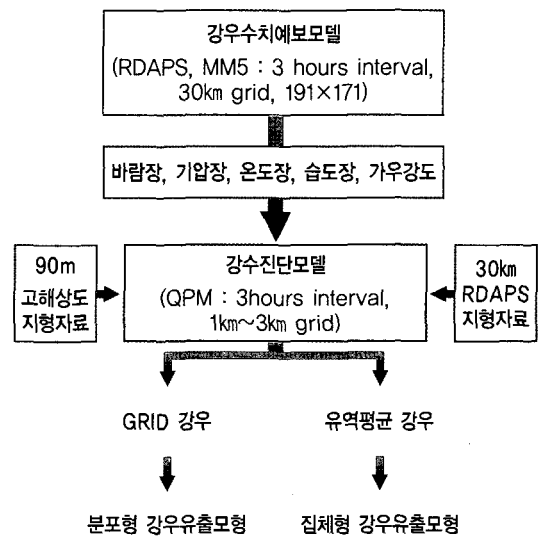 강우수치예보모델
(RDAPS, MM5 : 3 hours interval,
30km grid, 191×171)
바람장, 기압장, 온도장, 습도장, 가우강도
90m
고해상도
지형자료
강수진단모델
(QPM : 3hours interval,
1km~3km grid)
30km
RDAPS
지형자료
GRID 강우
유역평균 강우
분포형 강우유출모형
집체형 강우유출모형